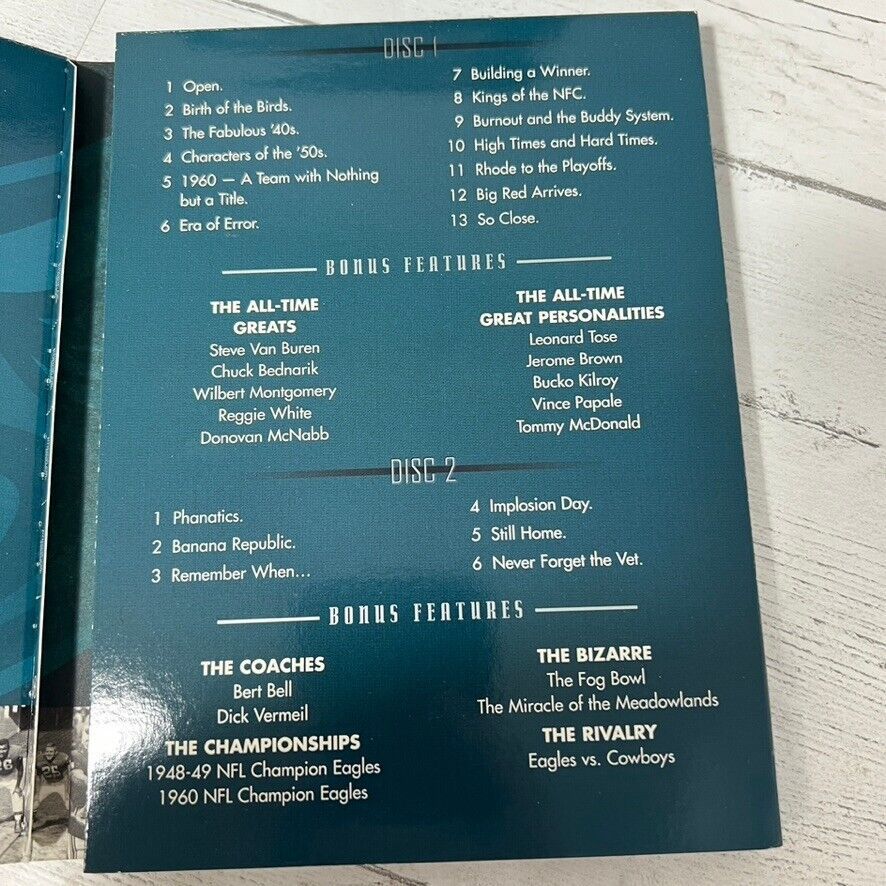 DISC 1
1 Open.
2 Birth of the Birds.
3 The Fabulous '40s.
4 Characters of the '50s.
5 1960 — A Team with Nothing
but a Title.
6 Era of Error.
7 Building a Winner.
8 Kings of the NFC.
9 Burnout and the Buddy System.
10 High Times and Hard Times.
11 Rhode to the Playoffs.
12 Big Red Arrives.
13 So Close.
BONUS FEATURES
THE ALL-TIME
GREATS
Steve Van Buren
Chuck Bednarik
Wilbert Montgomery
Reggie White
Donovan McNabb
THE ALL-TIME
GREAT PERSONALITIES
Leonard Tose
Jerome Brown
Bucko Kilroy
Vince Papale
Tommy McDonald
DISC 2
1 Phanatics.
2 Banana Republic.
3 Remember When...
4 Implosion Day.
5 Still Home.
6 Never Forget the Vet.
BONUS FEATURES
THE COACHES
Bert Bell
Dick Vermeil
THE CHAMPIONSHIPS
1948-49 NFL Champion Eagles
1960 NFL Champion Eagles
THE BIZARRE
The Fog Bowl
The Miracle of the Meadowlands
THE RIVALRY
Eagles vs. Cowboys